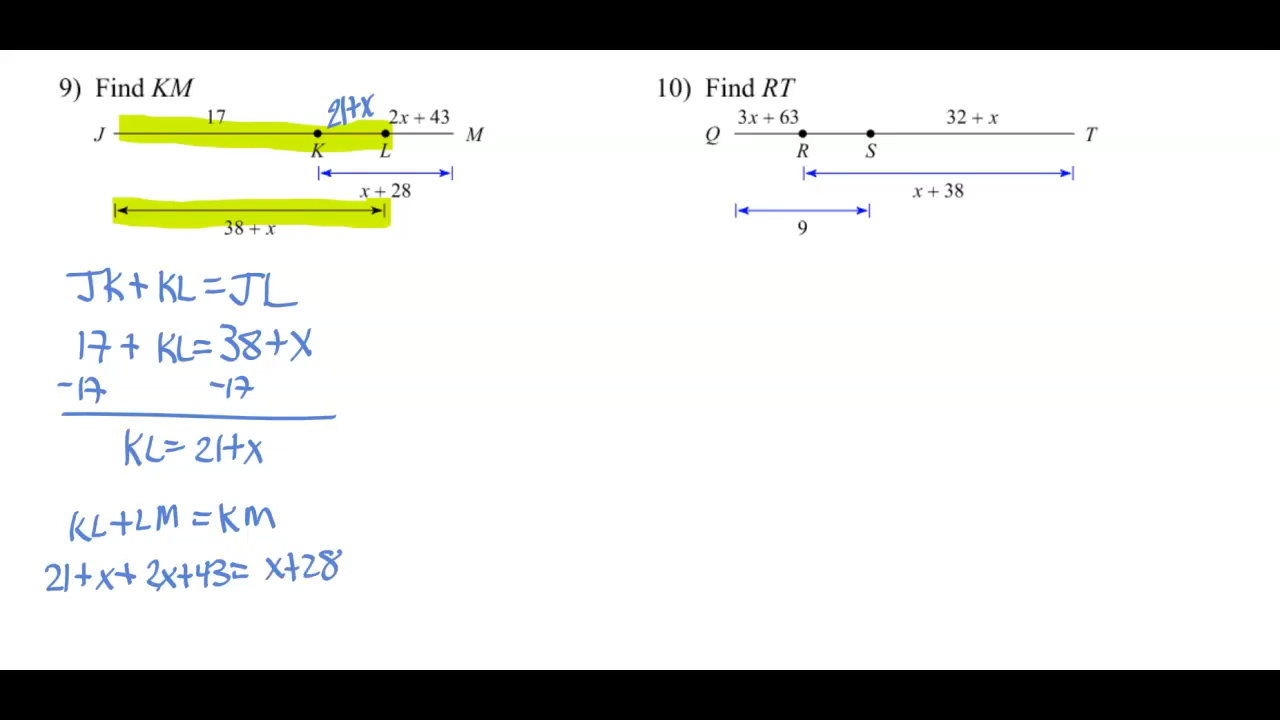 9) Find KM
17
21+x
2x + 43
J
K
L
M
x + 28
38 + x
JK + KL = JL
17 + KL = 38 + x
-17 -17
KL = 21+x
KL + LM = KM
21+x+ 2x+43= x+28
10) Find RT
3x + 63
32 + x
Q
R
S
T
x + 38
9